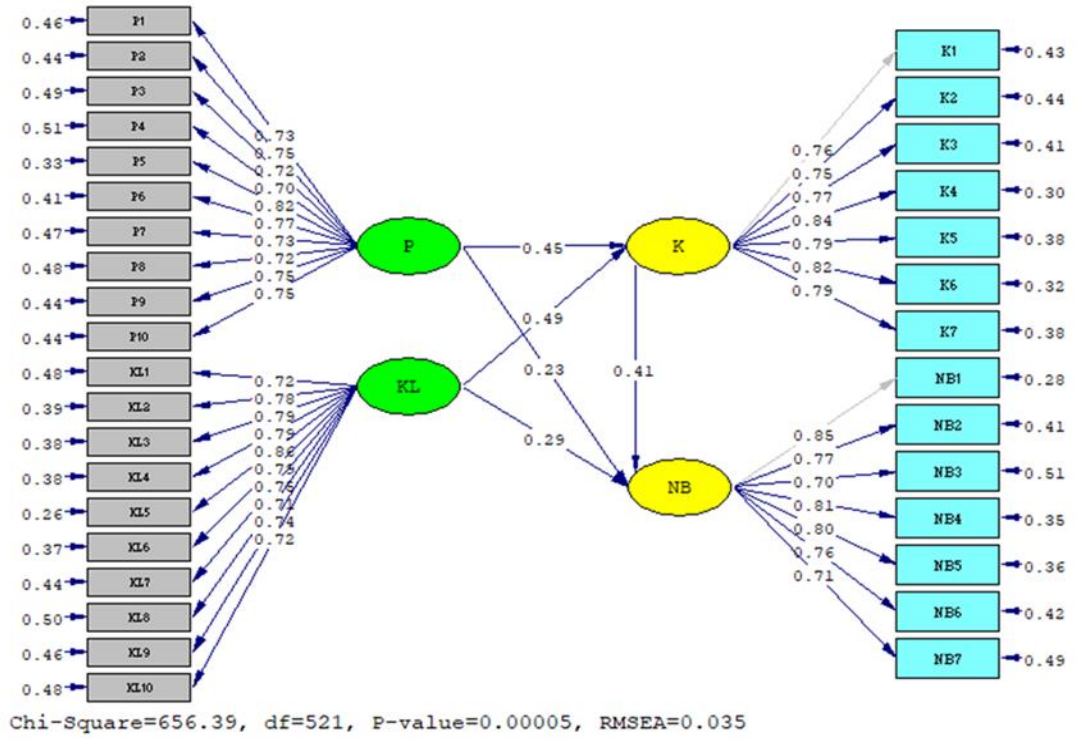 0.46 P1
0.44 P2
0.49 P3
0.51 P4
0.33 P5
0.41 P6
0.47 P7
0.48 P8
0.44 P9
0.44 P10
0.48 KL1
0.39 KL2
0.38 KL3
0.38 KL4
0.26 KL5
0.37 KL6
0.44 KL7
0.50 KL8
0.46 KL9
0.48 KL10
0.73
0.75
0.72
0.70
0.82
0.77
0.73
0.72
0.75
0.75
0.72
0.78
0.79
0.79
0.86
0.75
0.71
0.74
0.72
P
KL
0.45
0.49
0.23
0.29
0.41
K
NB
0.76
0.75
0.77
0.84
0.79
0.82
0.79
0.85
0.77
0.70
0.81
0.80
0.76
0.71
K1 0.43
K2 0.44
K3 0.41
K4 0.30
K5 0.38
K6 0.32
K7 0.38
NB1 0.28
NB2 0.41
NB3 0.51
NB4 0.35
NB5 0.36
NB6 0.42
NB7 0.49
Chi-Square=656.39, df=521, P-value=0.00005, RMSEA=0.035